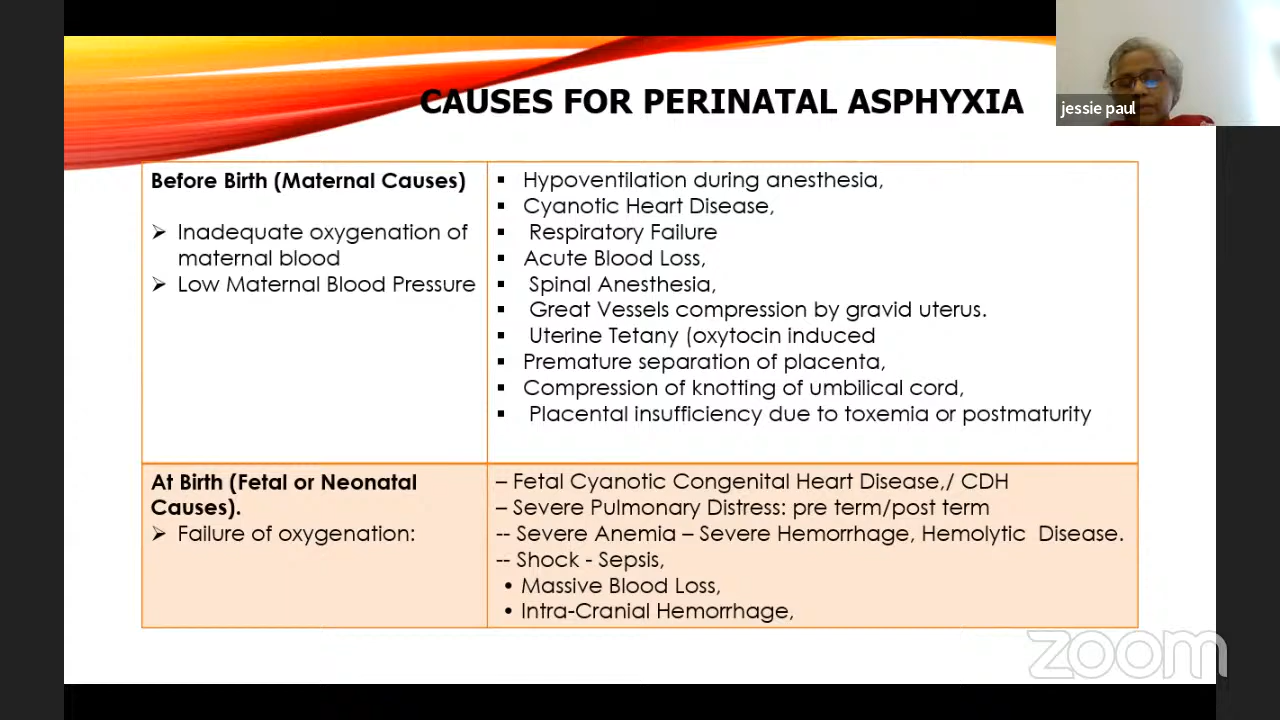 CAUSES FOR PERINATAL ASPHYXIA
jessie paul
Before Birth (Maternal Causes)
➢ Inadequate oxygenation of
maternal blood
➢ Low Maternal Blood Pressure
▪ Hypoventilation during anesthesia,
▪ Cyanotic Heart Disease,
▪ Respiratory Failure
▪ Acute Blood Loss,
▪ Spinal Anesthesia,
▪ Great Vessels compression by gravid uterus.
▪ Uterine Tetany (oxytocin induced
▪ Premature separation of placenta,
▪ Compression of knotting of umbilical cord,
▪ Placental insufficiency due to toxemia or postmaturity
At Birth (Fetal or Neonatal
Causes).
➢ Failure of oxygenation:
– Fetal Cyanotic Congenital Heart Disease,/ CDH
– Severe Pulmonary Distress: pre term/post term
-- Severe Anemia – Severe Hemorrhage, Hemolytic Disease.
-- Shock - Sepsis,
• Massive Blood Loss,
• Intra-Cranial Hemorrhage,
zoom